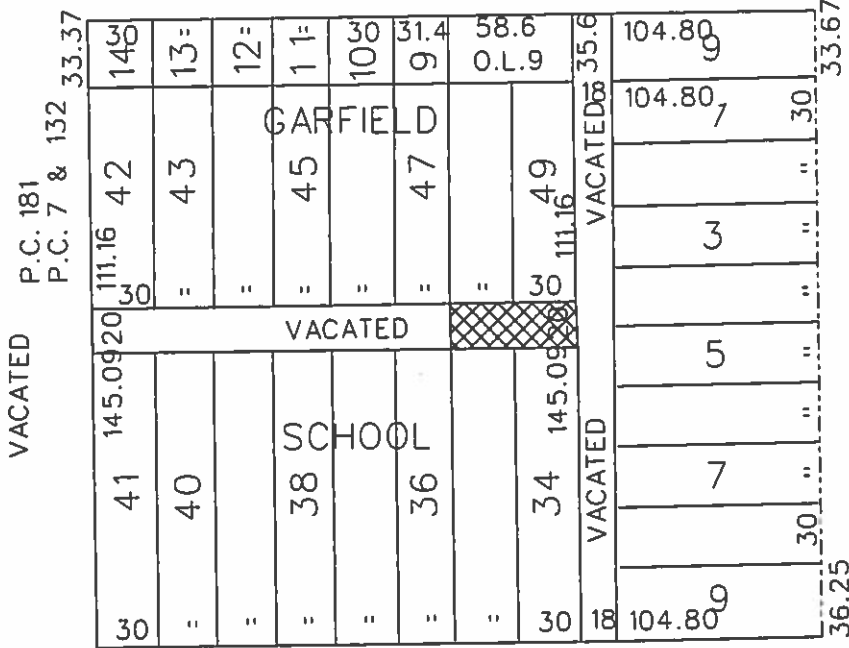 33.37
30 30 31.4 58.6 35.6 104.80 33.67
14 13" 12" 11" 10 9 O.L.9 9
P.C. 181
P.C. 7 & 132
VACATED
GARFIELD
18 104.80 1 30
42 43 45 47 49
VACATED
111.16 111.16
3 "
"
"
30 " " " " " " 30
20 VACATED 20
145.09 145.09
5 "
"
SCHOOL
41 40 38 36 34
VACATED
7 "
30
30 " " " " " " 30 18 104.80 9
36.25